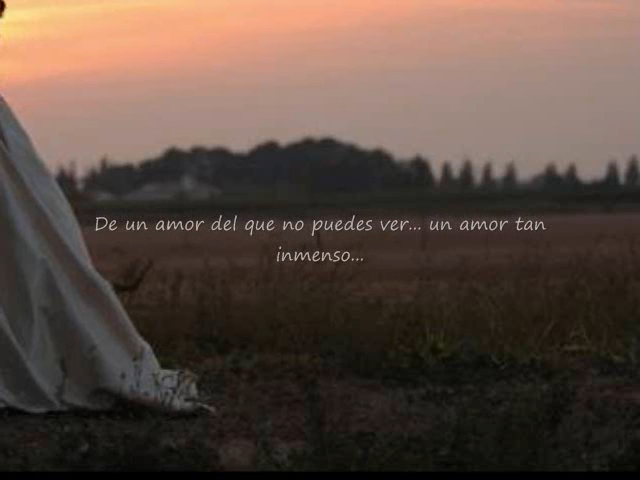 De un amor del que no puedes ver... un amor tan
inmenso...